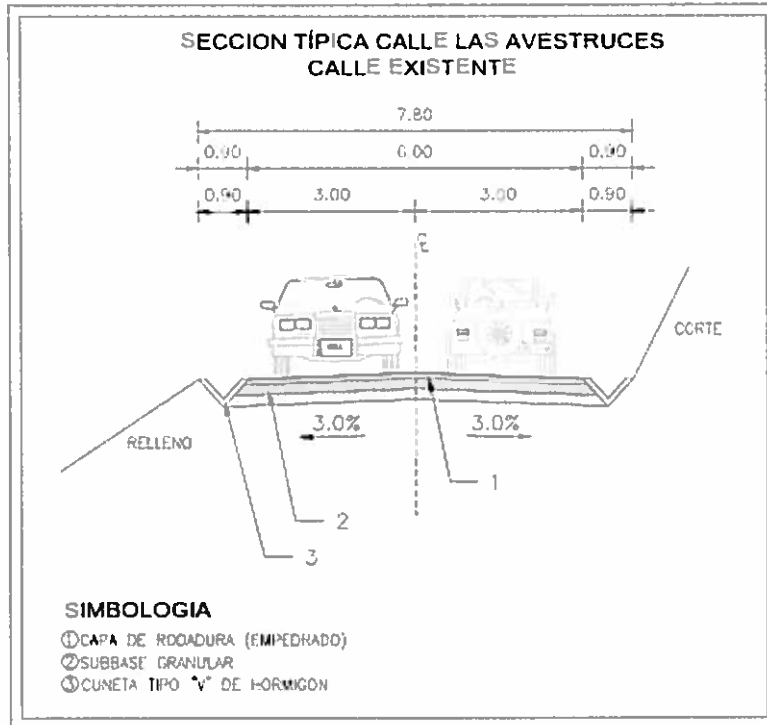 SECCION TÍPICA CALLE LAS AVESTRUCES
CALLE EXISTENTE
7.80
0.90 6.00 0.90
0.90 3.00 3.00 0.90
CORTE
3.0% 3.0%
RELLENO
1
2
3
SIMBOLOGIA
①CAPA DE RODADURA (EMPEDRADO)
②SUBBASE GRANULAR
③CUNETA TIPO "V" DE HORMIGON